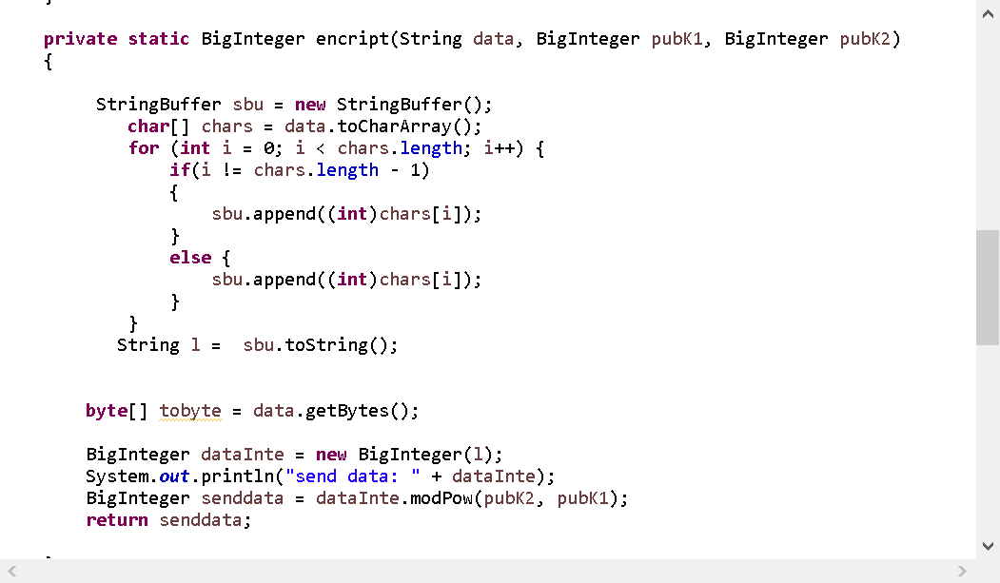 private static BigInteger encript(String data, BigInteger pubK1, BigInteger pubK2)
{
StringBuffer sbu = new StringBuffer();
char[] chars = data.toCharArray();
for (int i = 0; i < chars.length; i++) {
if(i != chars.length - 1)
{
sbu.append((int)chars[i]);
}
else {
sbu.append((int)chars[i]);
}
}
String l =  sbu.toString();
byte[] tobyte = data.getBytes();
BigInteger dataInte = new BigInteger(l);
System.out.println("send data: " + dataInte);
BigInteger senddata = dataInte.modPow(pubK2, pubK1);
return senddata;